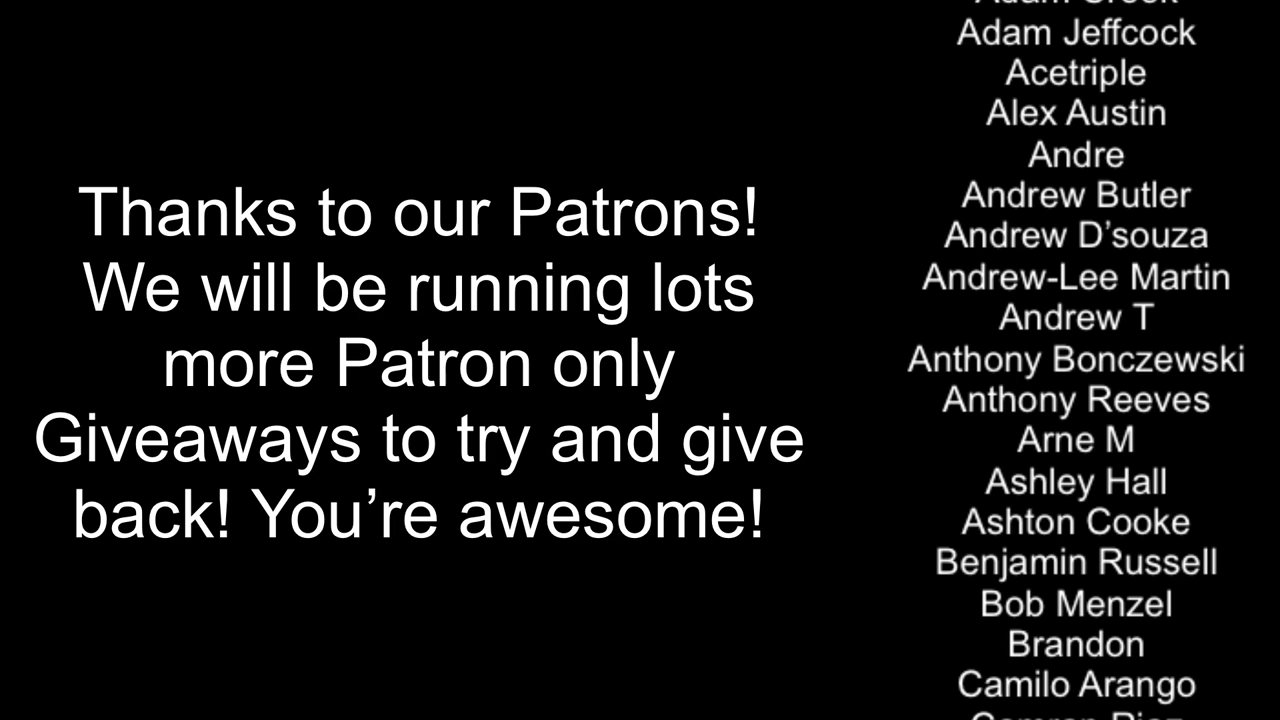 Thanks to our Patrons!
We will be running lots
more Patron only
Giveaways to try and give
back! You’re awesome!
Adam Jeffcock
Acetriple
Alex Austin
Andre
Andrew Butler
Andrew D’souza
Andrew-Lee Martin
Andrew T
Anthony Bonczewski
Anthony Reeves
Arne M
Ashley Hall
Ashton Cooke
Benjamin Russell
Bob Menzel
Brandon
Camilo Arango